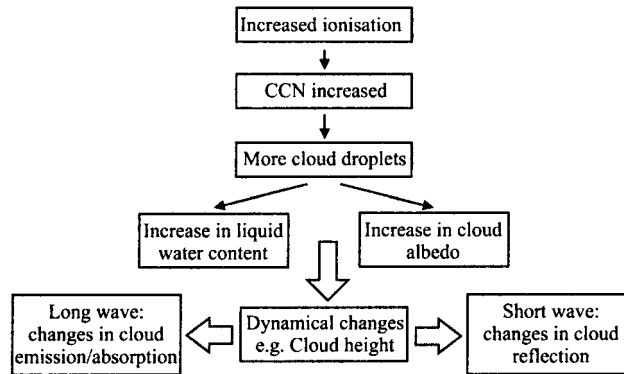 Increased ionisation
CCN increased
More cloud droplets
Increase in liquid
water content
Increase in cloud
albedo
Long wave:
changes in cloud
emission/absorption
Dynamical changes
e.g. Cloud height
Short wave:
changes in cloud
reflection